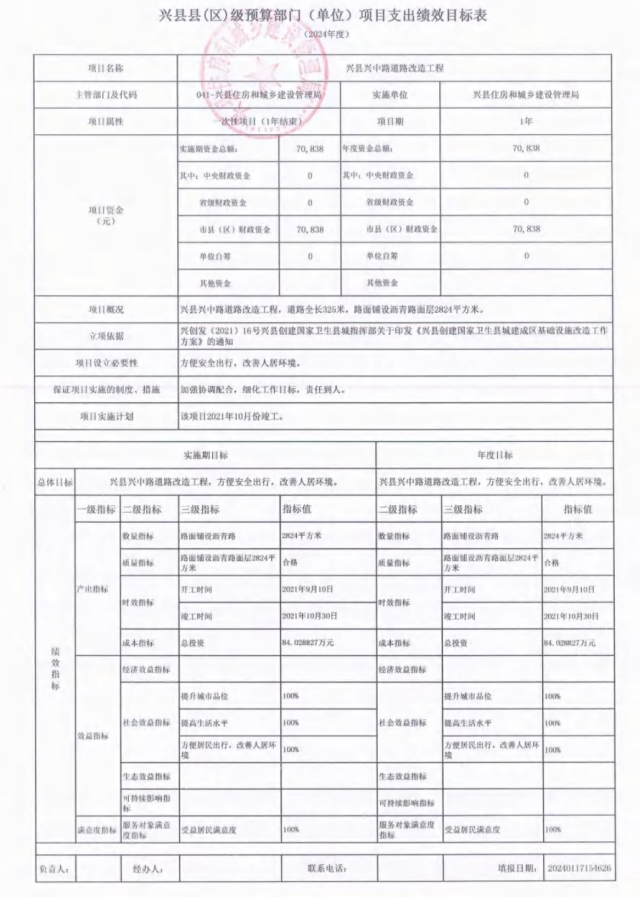 兴县县(区)级预算部门（单位）项目支出绩效目标表
（2024年度）
项目名称 兴县兴中路道路改造工程
主管部门及代码 041-兴县住房和城乡建设管理局 实施单位 兴县住房和城乡建设管理局
项目属性 次性项目（1年结束） 项目期 1年
项目资金
（元）
实施期资金总额： 70,838 年度资金总额： 70,838
其中：中央财政资金 0 其中：中央财政资金 0
省级财政资金 0 省级财政资金 0
市县（区）财政资金 70,838 市县（区）财政资金 70,838
单位自筹 0 单位自筹 0
其他资金 其他资金
项目概况 兴县兴中路道路改造工程，道路全长325米，路面铺设沥青路面层2824平方米。
立项依据 兴创发（2021）16号兴县创建国家卫生县城指挥部关于印发《兴县创建国家卫生县城建成区基础设施改造工作
方案》的通知
项目设立必要性 方便安全出行，改善人居环境。
保证项目实施的制度、措施 加强协调配合，细化工作目标，责任到人。
项目实施计划 该项目2021年10月份竣工。
实施期目标 年度目标
总体目标 兴县兴中路道路改造工程，方便安全出行，改善人居环境。 兴县兴中路道路改造工程，方便安全出行，改善人居环境。
绩效指标
一级指标 二级指标 三级指标 指标值 二级指标 三级指标 指标值
产出指标
数量指标 路面铺设沥青路 2824平方米 数量指标 路面铺设沥青路 2824平方米
质量指标 路面铺设沥青路面层2824平
方米 合格 质量指标 路面铺设沥青路面层2824平
方米 合格
时效指标 开工时间 2021年9月10日 时效指标 开工时间 2021年9月10日
竣工时间 2021年10月30日 竣工时间 2021年10月30日
成本指标 总投资 84.028827万元 成本指标 总投资 84.028827万元
效益指标
经济效益指标 经济效益指标
社会效益指标 提升城市品位 100% 社会效益指标 提升城市品位 100%
提高生活水平 100% 提高生活水平 100%
方便居民出行、改善人居环
境 100% 方便居民出行、改善人居环
境 100%
生态效益指标 生态效益指标
可持续影响指
标 可持续影响指标
满意度指标 服务对象满意
度指标 受益居民满意度 100% 服务对象满意度
指标 受益居民满意度 100%
负责人： 经办人： 联系电话： 填报日期： 20240117154626